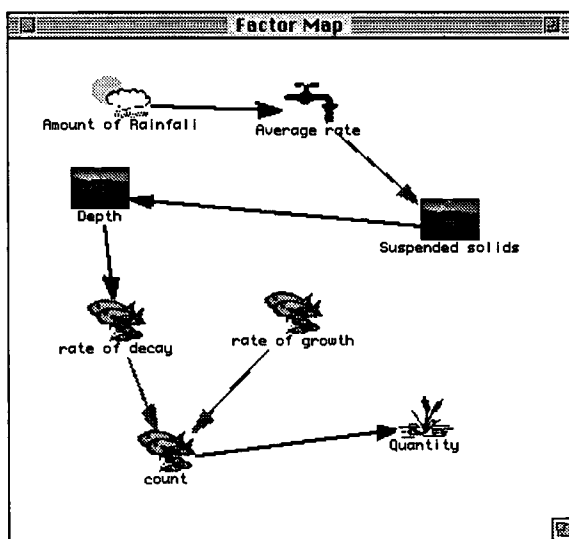 Factor Map
Amount of Rainfall
Average rate
Depth
Suspended solids
rate of decay
rate of growth
count
Quantity